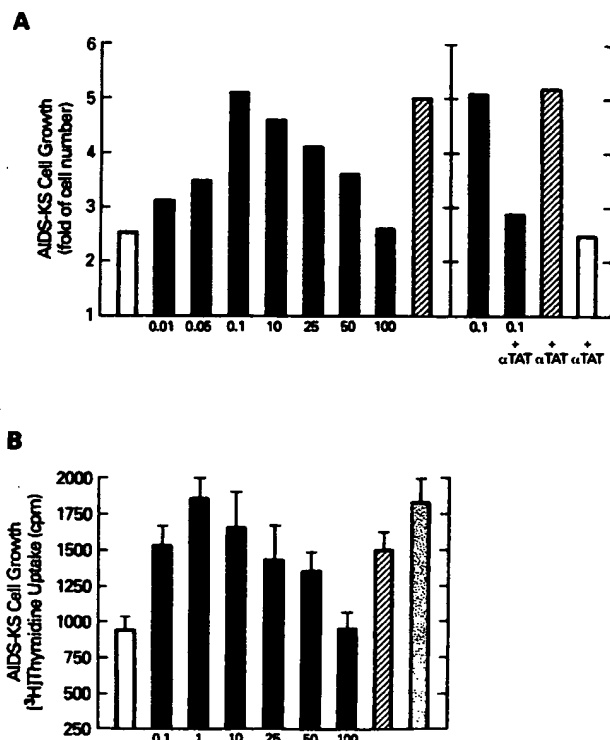 A
AIDS-KS Cell Growth
(fold of cell number)
6
5
4
3
2
1
0.01 0.05 0.1 10 25 50 100 0.1 0.1
+ + +
αTAT αTAT αTAT
B
AIDS-KS Cell Growth
[³H]Thymidine Uptake (cpm)
2000
1750
1500
1250
1000
750
500
250
0.1 1 10 25 50 100